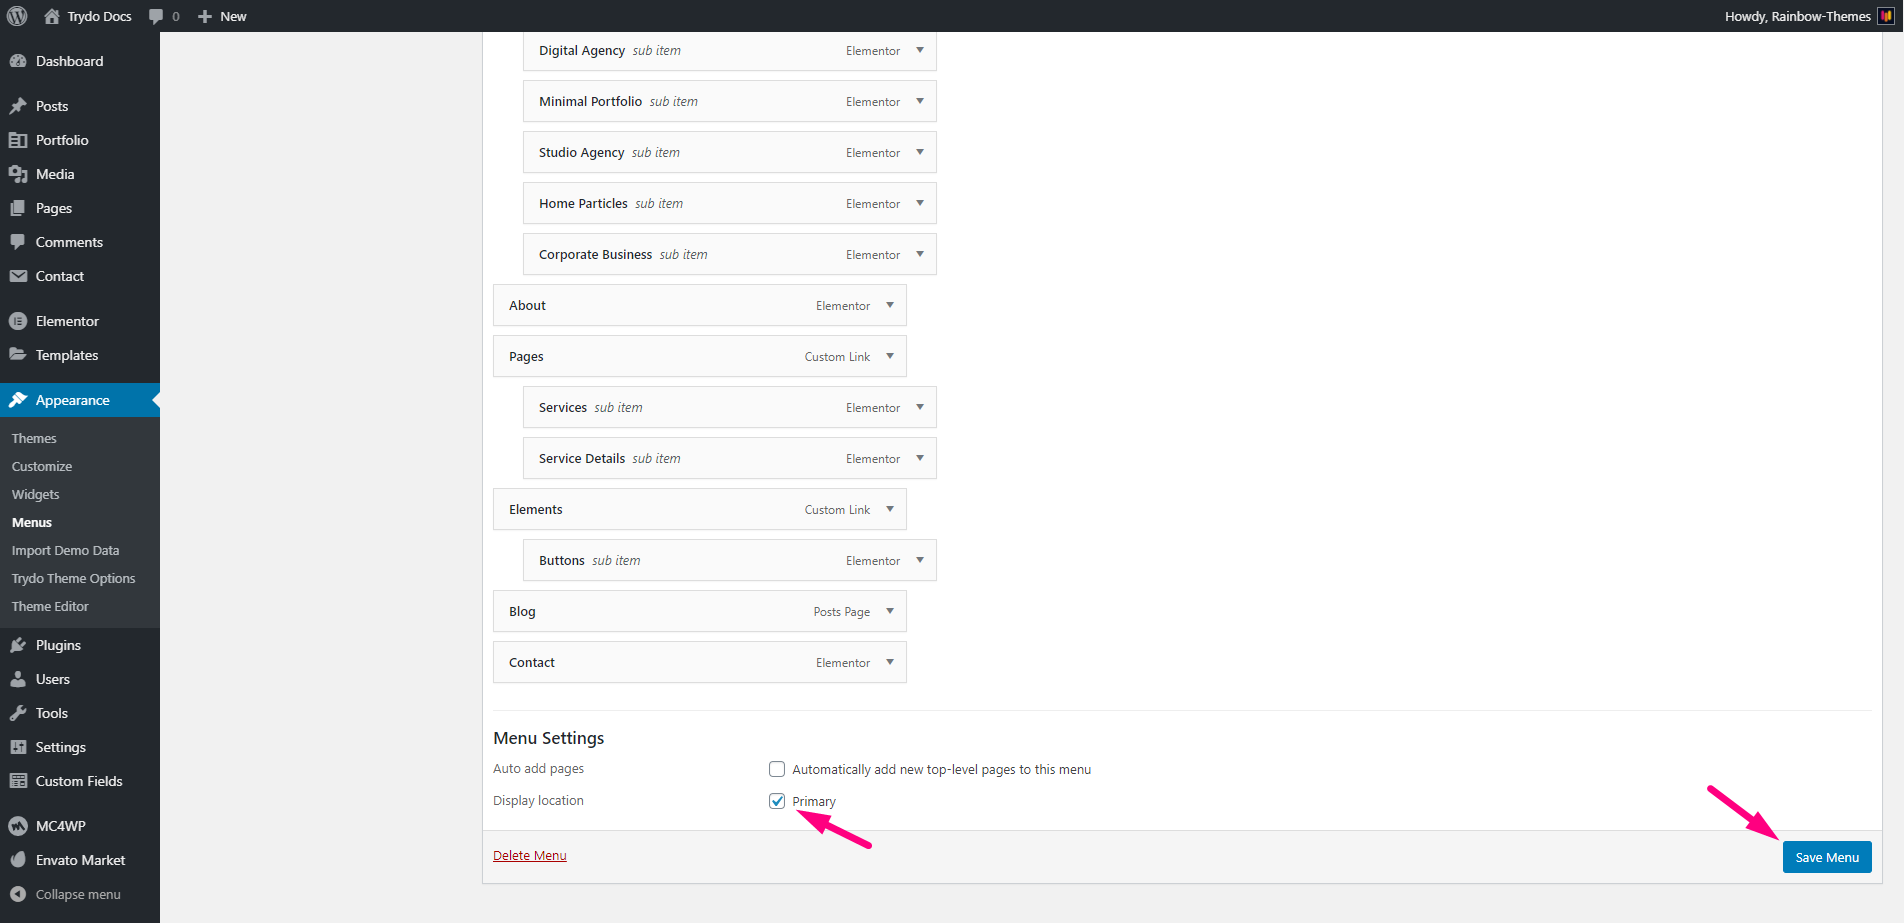 Trydo Docs 0 New Howdy, Rainbow-Themes
Dashboard
Posts
Portfolio
Media
Pages
Comments
Contact
Elementor
Templates
Appearance
Themes
Customize
Widgets
Menus
Import Demo Data
Trydo Theme Options
Theme Editor
Plugins
Users
Tools
Settings
Custom Fields
MC4WP
Envato Market
Collapse menu
Digital Agency sub item Elementor
Minimal Portfolio sub item Elementor
Studio Agency sub item Elementor
Home Particles sub item Elementor
Corporate Business sub item Elementor
About Elementor
Pages Custom Link
Services sub item Elementor
Service Details sub item Elementor
Elements Custom Link
Buttons sub item Elementor
Blog Posts Page
Contact Elementor
Menu Settings
Auto add pages Automatically add new top-level pages to this menu
Display location Primary
Delete Menu Save Menu